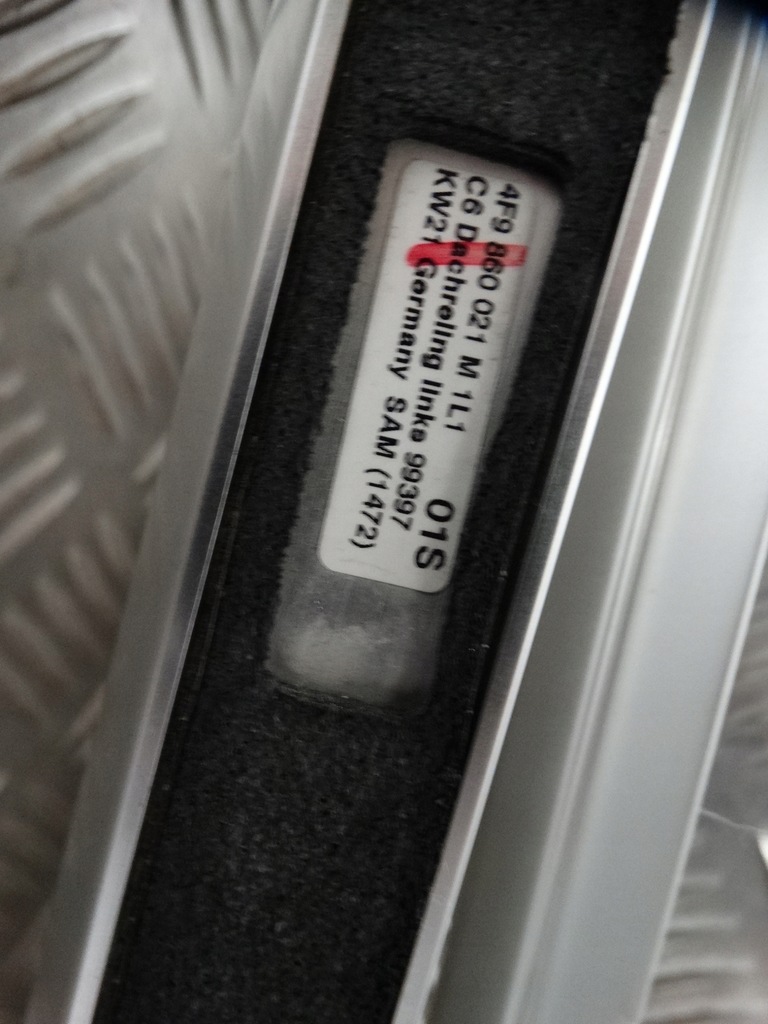 4F9 860 021 M 1L1
C6 Dachreling links 99397
KW21 Germany SAM (1472)
01S